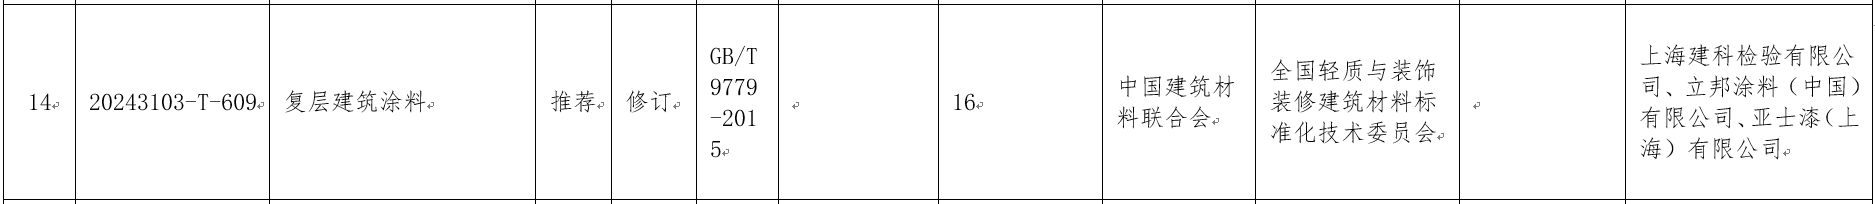 14
20243103-T-609
复层建筑涂料
推荐
修订
GB/T
9779
-201
5
16
中国建筑材
料联合会
全国轻质与装饰
装修建筑材料标
准化技术委员会
上海建科检验有限公
司、立邦涂料（中国）
有限公司、亚士漆（上
海）有限公司